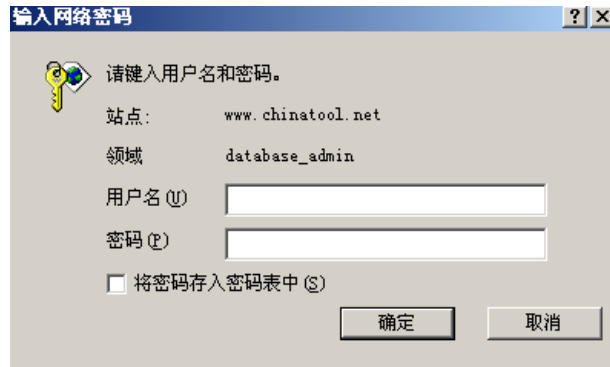 输入网络密码
请键入用户名和密码。
站点: www.chinatool.net
领域 database_admin
用户名(U)
密码(P)
将密码存入密码表中(S)
确定 取消